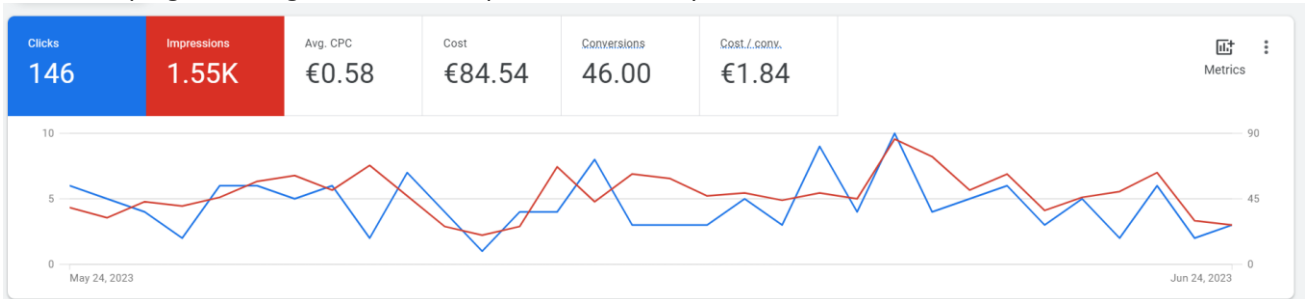 Clicks Impressions Avg. CPC Cost Conversions Cost / conv.
146 1.55K €0.58 €84.54 46.00 €1.84
Metrics
10 90
5 45
0 0
May 24, 2023 Jun 24, 2023